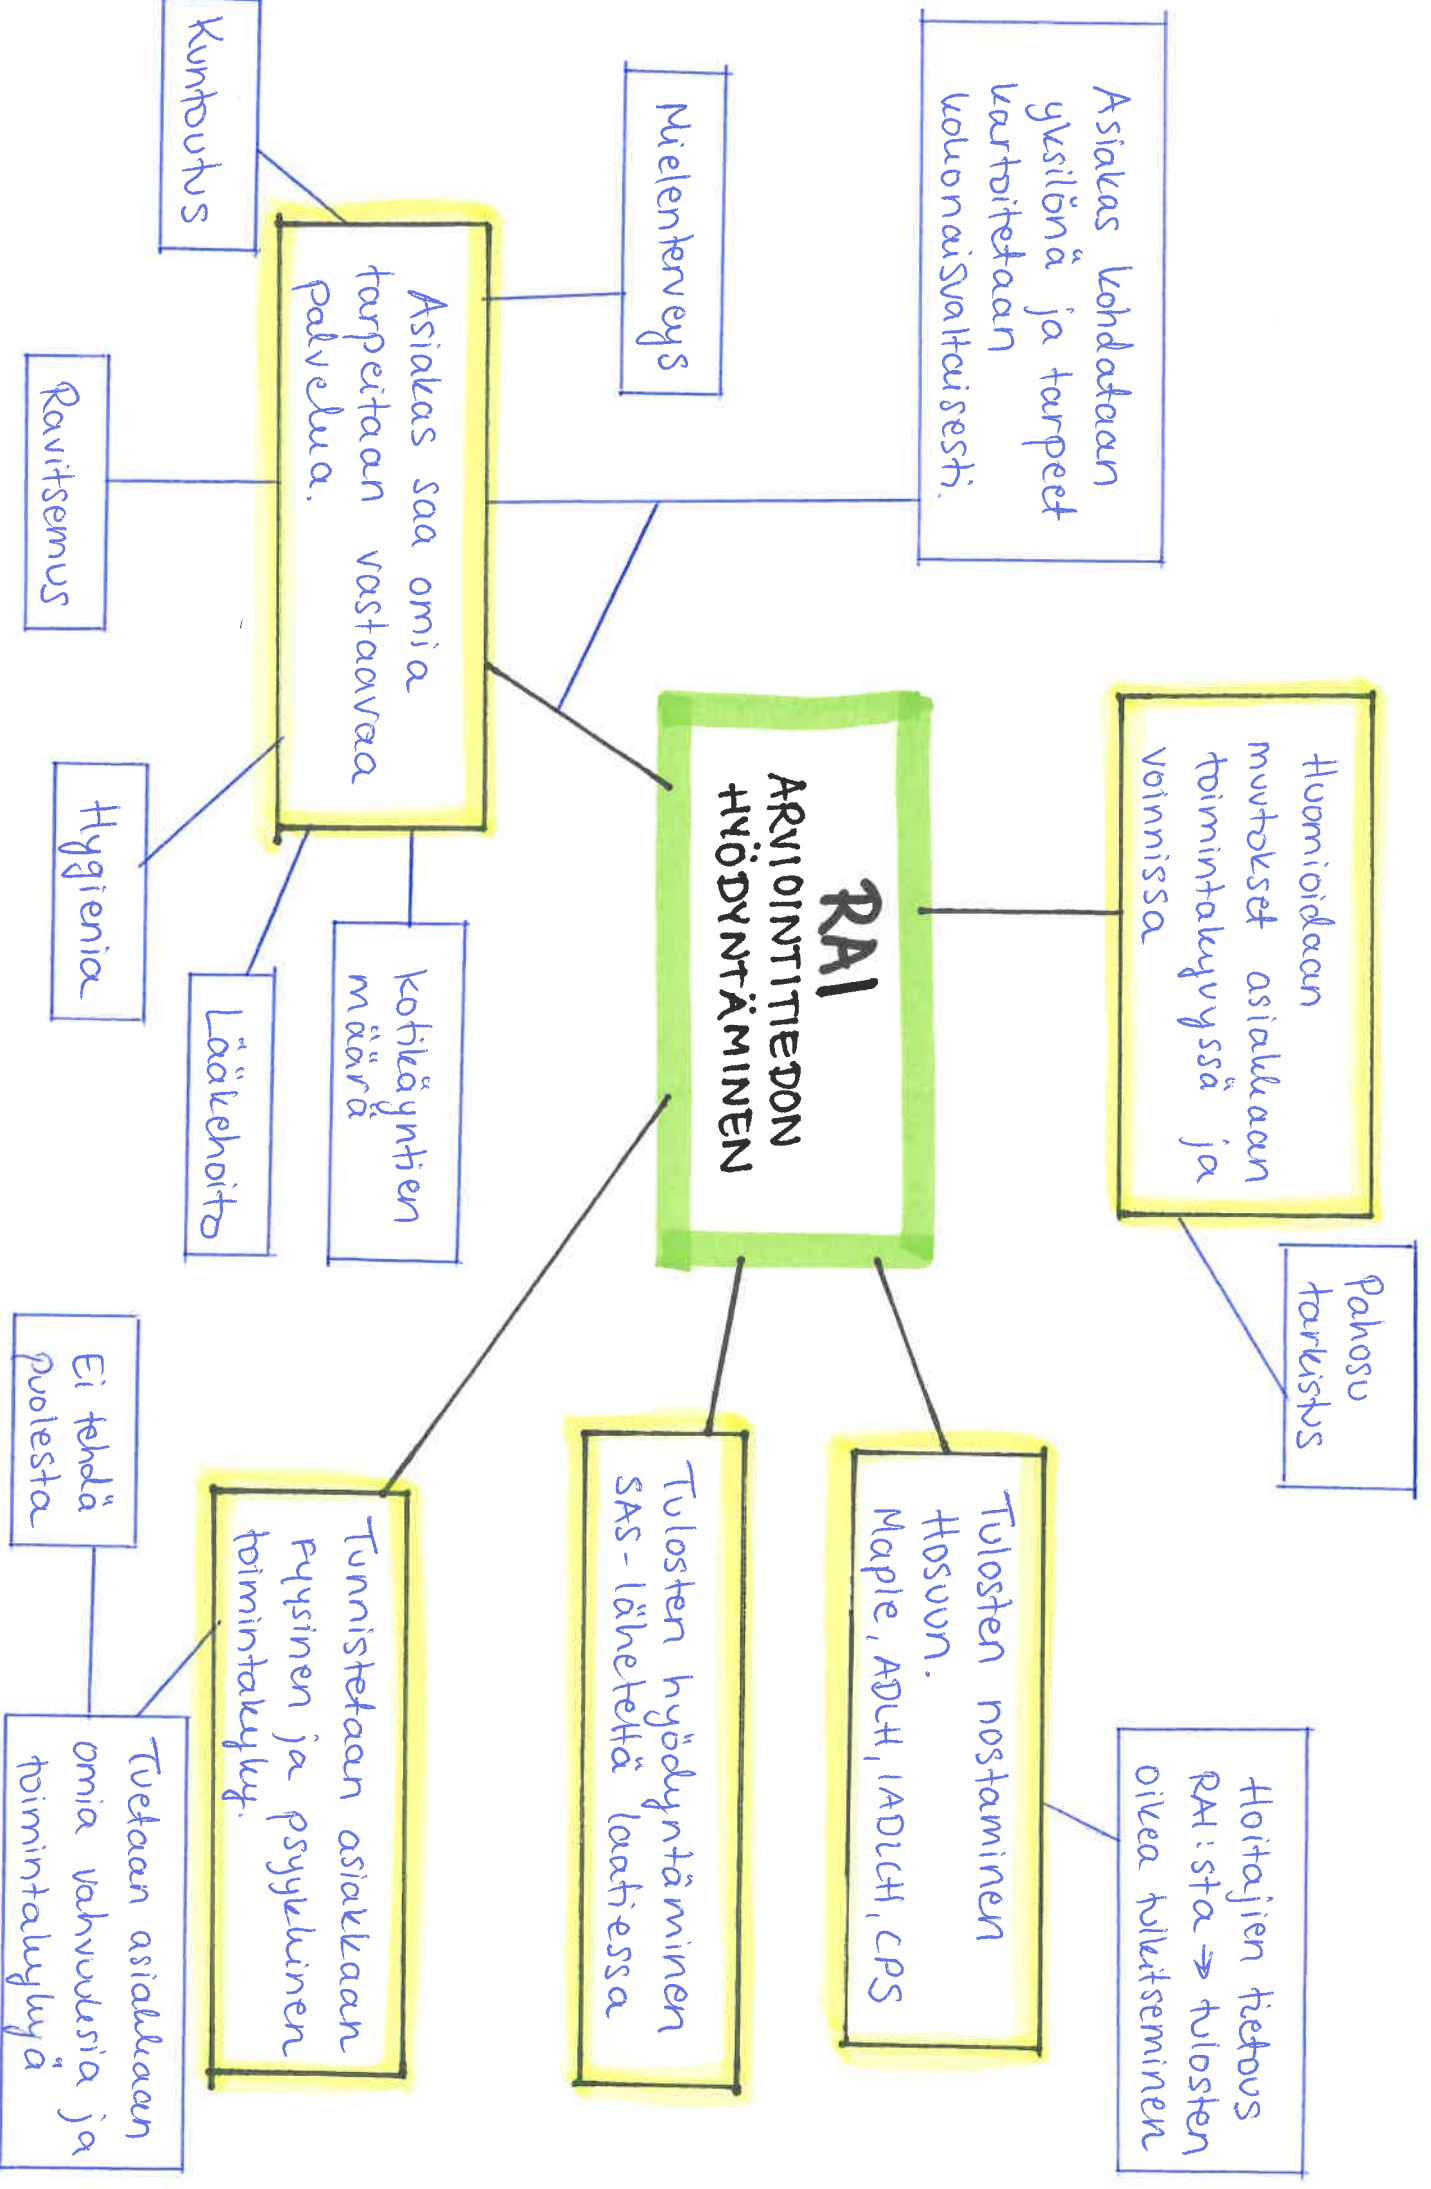 Asiakas kohdataan
yksilönä ja tarpeet
kartoitetaan
kokonaisvaltaisesti.
Huomioidaan
muutokset asiakkaan
toimintakyvyssä ja
voinnissa
Pahosu
tarkistus
Hoitajien tietous
RAI:sta → tulosten
oikea tulkitseminen
Mielenterveys
RAI
ARVIOINTITIEDON
HYÖDYNTÄMINEN
Tulosten nostaminen
Hosuun.
Maple, ADLH, IADLCH, CPS
Tulosten hyödyntäminen
SAS-lähetettä laatiessa
Kuntoutus
Asiakas saa omia
tarpeitaan vastaavaa
palvelua.
Kotikäyntien
määrä
Lääkehoito
Ravitsemus
Hygienia
Tunnistetaan asiakkaan
fyysinen ja psyykkinen
toimintakyky.
Ei tehdä
puolesta
Tuetaan asiakkaan
omia vahvuuksia ja
toimintakykyä